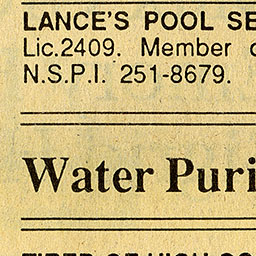 LANCE'S POOL SE
Lic.2409. Member
N.S.P.I. 251-8679.
Water Puri